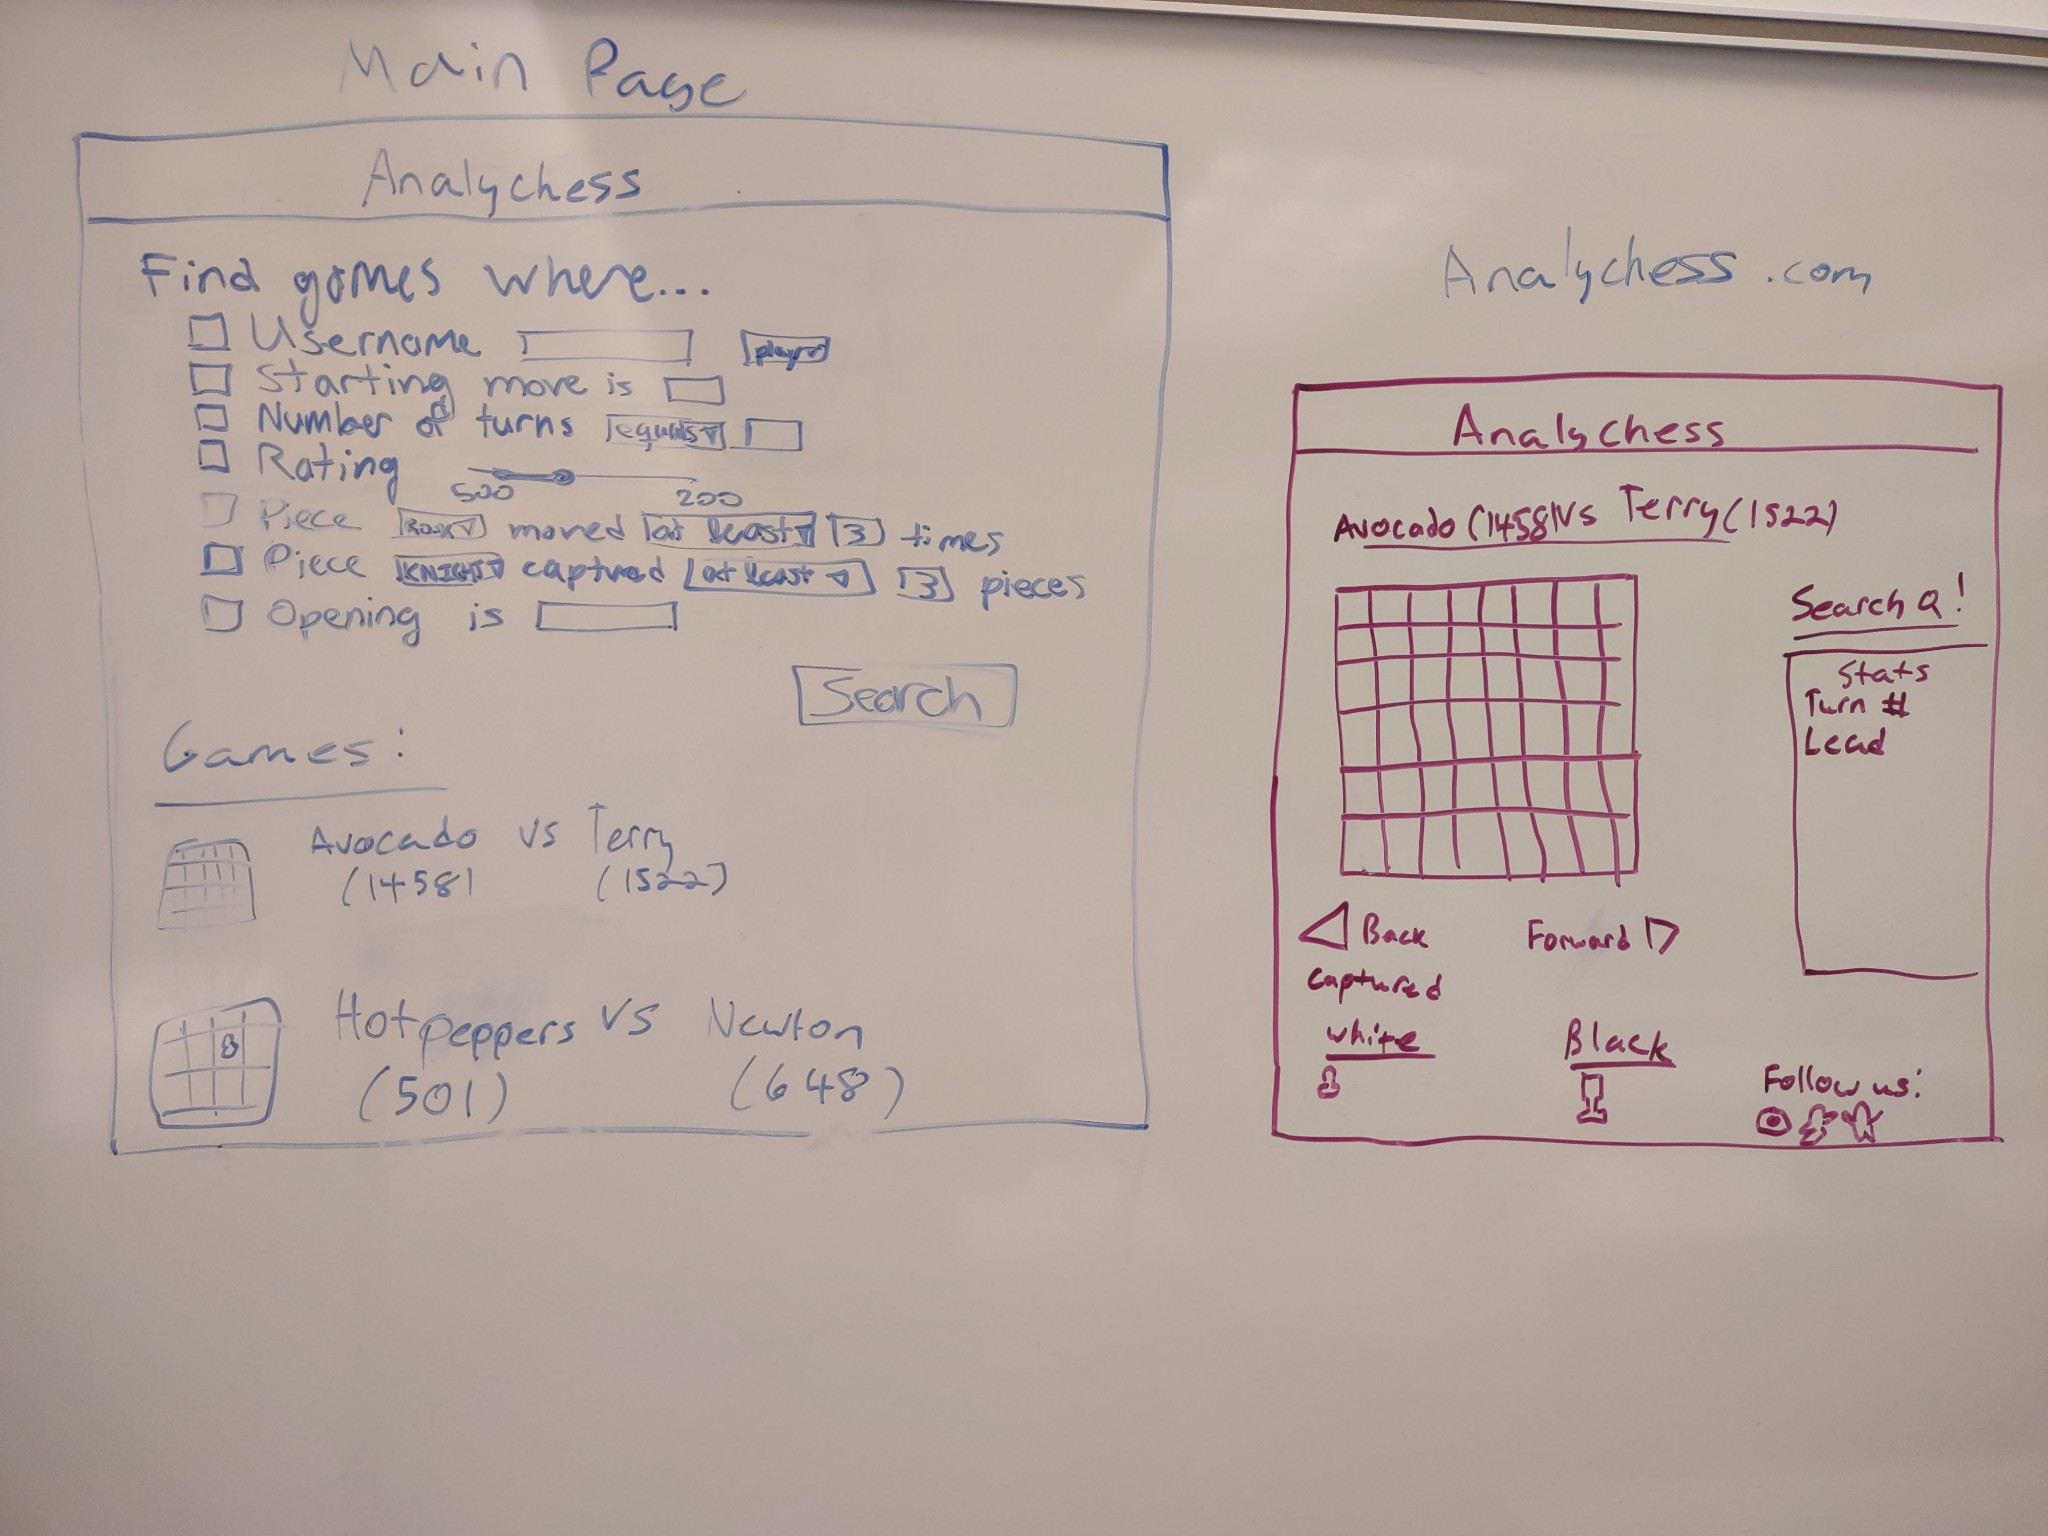 Main Page
Analychess
Find games where...
Username player
Starting move is
Number of turns equals
Rating
500 200
Piece Rook moved at least 3 times
Piece KNIGHT captured at least 3 pieces
Opening is
Search
Games:
Avocado vs Terry
(1458) (1522)
Hotpeppers vs Newton
(501) (648)
Analychess.com
Analychess
Avocado (1458) vs Terry (1522)
Search Q!
Stats
Turn #
Lead
Back Forward
captured
white Black
Follow us: